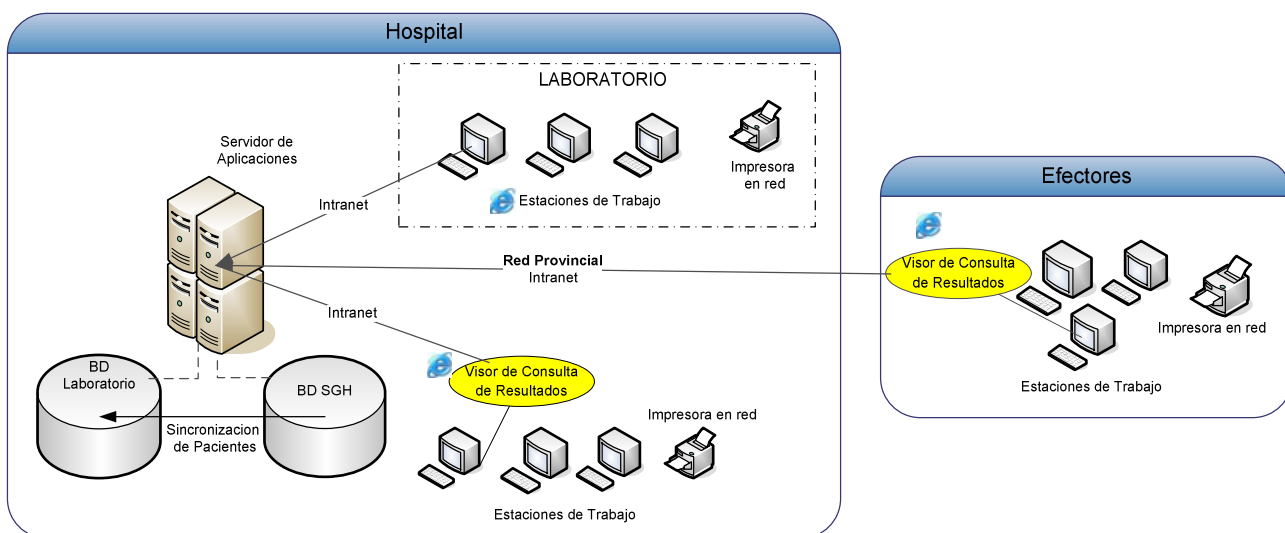 Hospital
LABORATORIO
Servidor de
Aplicaciones
Impresora
en red
Estaciones de Trabajo
Intranet
Red Provincial
Intranet
Intranet
BD
Laboratorio
BD SGH
Sincronizacion
de Pacientes
Visor de Consulta
de Resultados
Impresora en red
Estaciones de Trabajo
Efectores
Visor de Consulta
de Resultados
Impresora en red
Estaciones de Trabajo